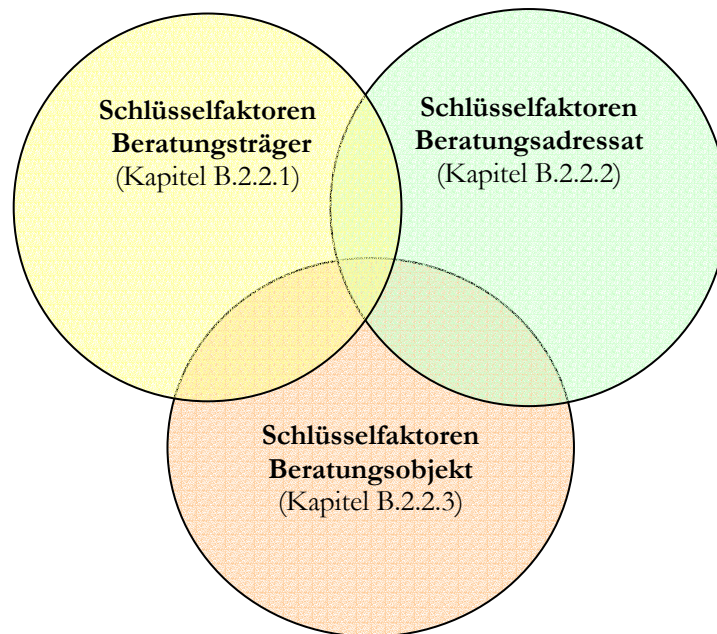 Schlüsselfaktoren
Beratungsträger
(Kapitel B.2.2.1)
Schlüsselfaktoren
Beratungsadressat
(Kapitel B.2.2.2)
Schlüsselfaktoren
Beratungsobjekt
(Kapitel B.2.2.3)